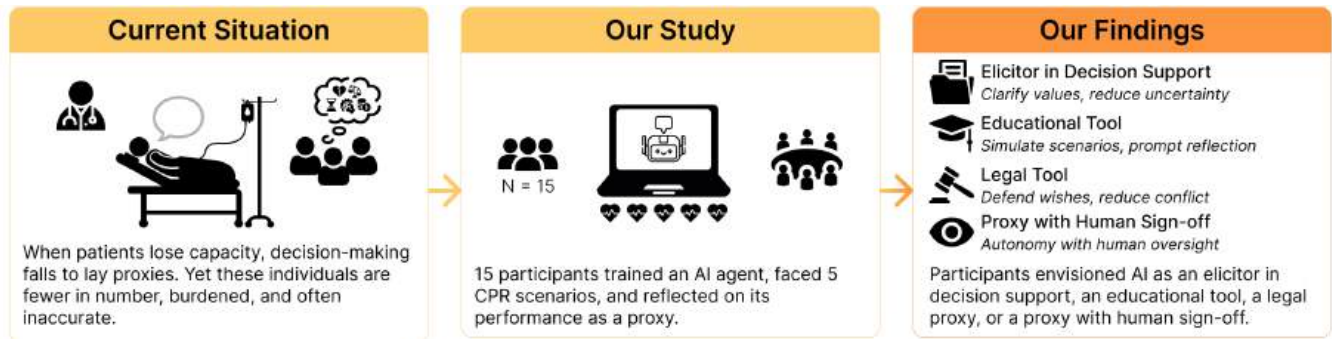 Current Situation
When patients lose capacity, decision-making
falls to lay proxies. Yet these individuals are
fewer in number, burdened, and often
inaccurate.
Our Study
N = 15
15 participants trained an AI agent, faced 5
CPR scenarios, and reflected on its
performance as a proxy.
Our Findings
Elicitor in Decision Support
Clarify values, reduce uncertainty
Educational Tool
Simulate scenarios, prompt reflection
Legal Tool
Defend wishes, reduce conflict
Proxy with Human Sign-off
Autonomy with human oversight
Participants envisioned AI as an elicitor in
decision support, an educational tool, a legal
proxy, or a proxy with human sign-off.